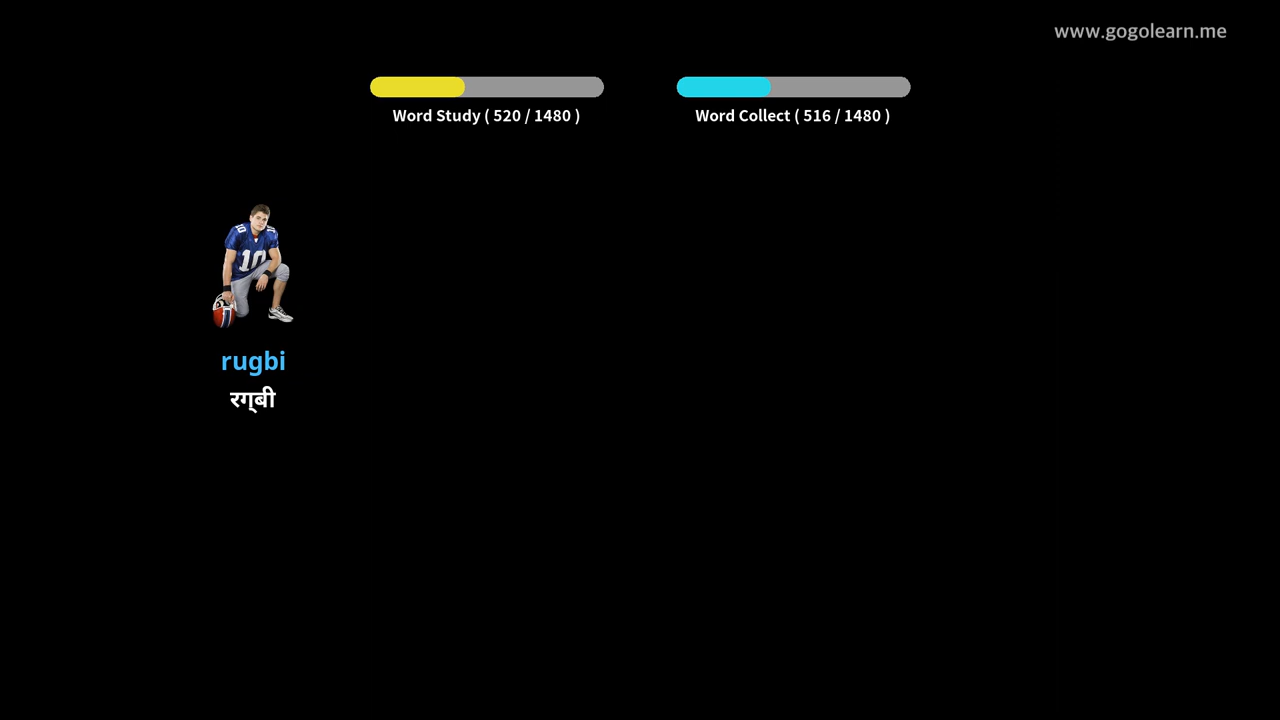 www.gogolearn.me
Word Study ( 520 / 1480 )
Word Collect ( 516 / 1480 )
10
rugbi
रग्बी